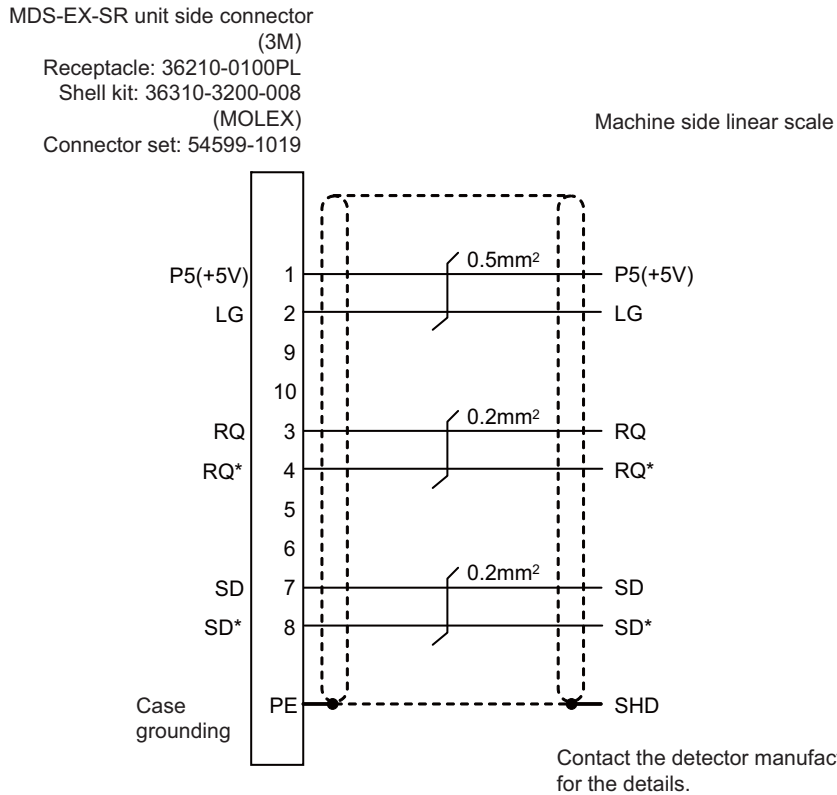 MDS-EX-SR unit side connector
(3M)
Receptacle: 36210-0100PL
Shell kit: 36310-3200-008
(MOLEX)
Connector set: 54599-1019
Machine side linear scale
P5(+5V) 1 0.5mm² P5(+5V)
LG 2 LG
9
10
RQ 3 0.2mm² RQ
RQ* 4 RQ*
5
6
SD 7 0.2mm² SD
SD* 8 SD*
Case
grounding
PE SHD
Contact the detector manufac
for the details.